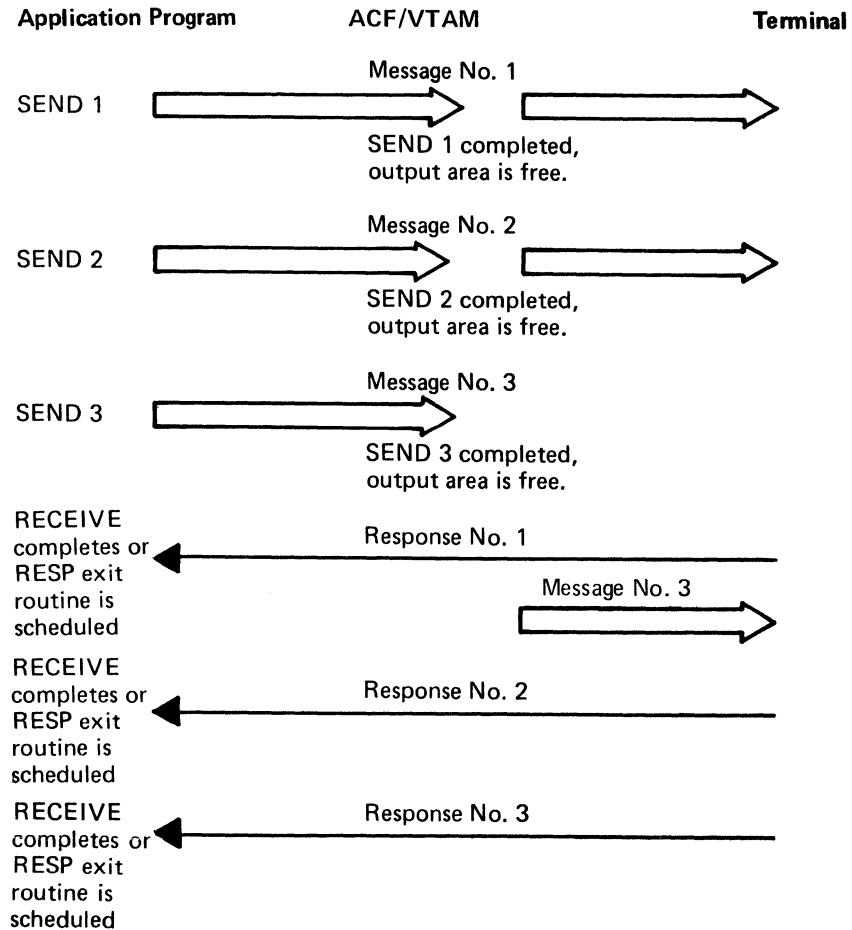 Application Program ACF/VTAM Terminal
Message No. 1
SEND 1
SEND 1 completed,
output area is free.
Message No. 2
SEND 2
SEND 2 completed,
output area is free.
Message No. 3
SEND 3
SEND 3 completed,
output area is free.
RECEIVE
completes or
RESP exit
routine is
scheduled
Response No. 1
Message No. 3
RECEIVE
completes or
RESP exit
routine is
scheduled
Response No. 2
RECEIVE
completes or
RESP exit
routine is
scheduled
Response No. 3